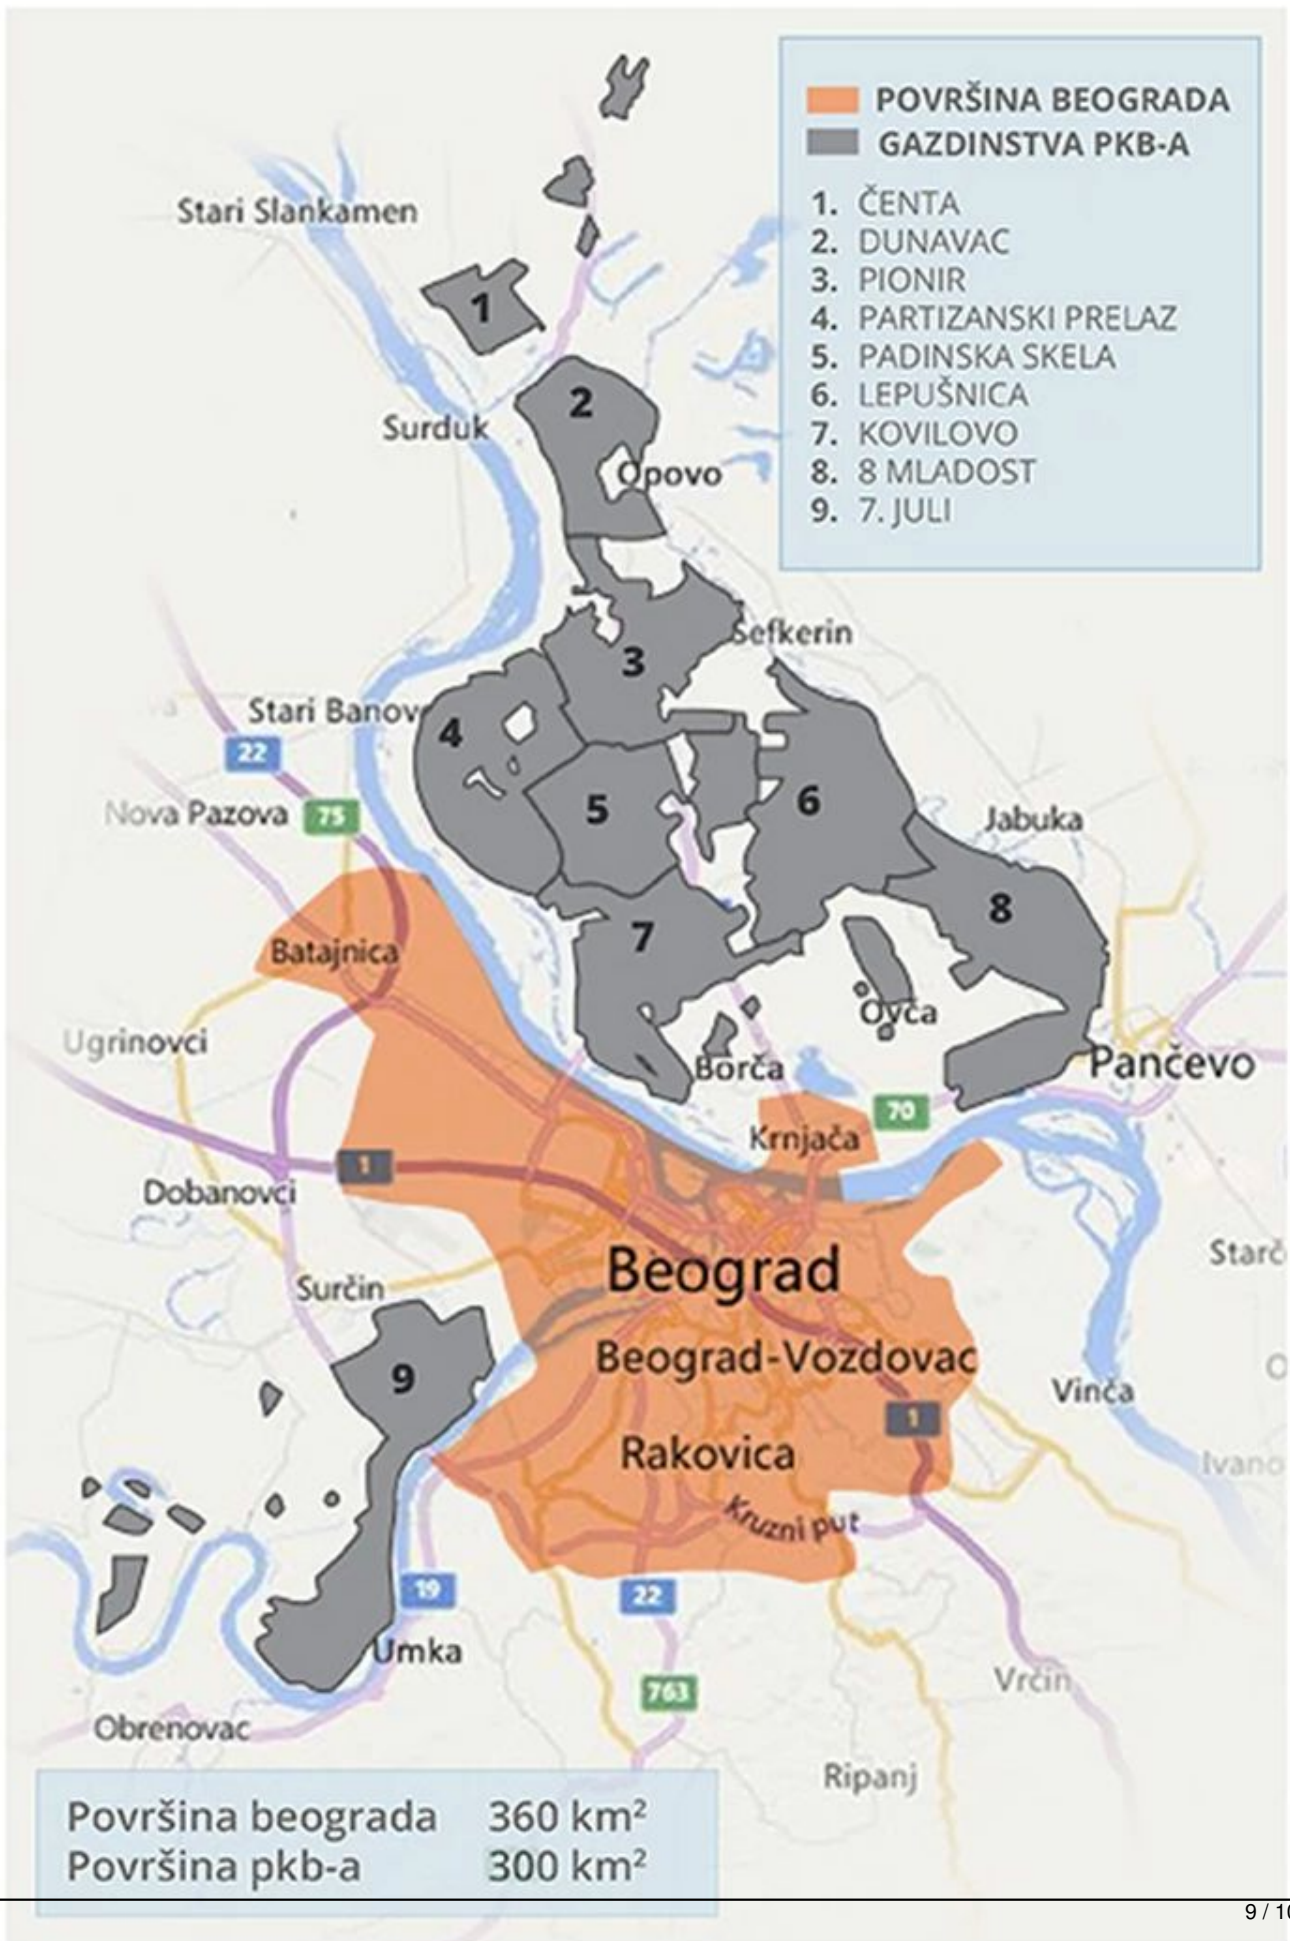 POVRŠINA BEOGRADA
GAZDINSTVA PKB-A
1. ČENTA
2. DUNAVAC
3. PIONIR
4. PARTIZANSKI PRELAZ
5. PADINSKA SKELA
6. LEPUŠNICA
7. KOVILOVO
8. 8 MLADOST
9. 7. JULI
Stari Slankamen
1
2
Surduk
Opovo
Sefkerin
3
Stari Banov
4
22
Nova Pazova
75
5
6
Jabuka
8
7
Batajnica
Ovča
Ugrinovci
Borča
Pančevo
70
Krnjača
1
Dobanovci
Beograd
Starč
Surčin
Beograd-Vozdovac
9
Vinča
1
Rakovica
Ivano
Kruzni put
19
22
Umka
763
Vrčin
Obrenovac
Ripanj
Površina beograda 360 km²
Površina pkb-a 300 km²
9 / 10